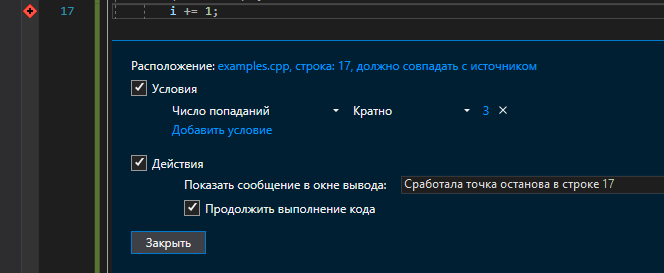 17 i += 1;
Расположение: examples.cpp, строка: 17, должно совпадать с источником
Условия
Число попаданий Кратно 3 ×
Добавить условие
Действия
Показать сообщение в окне вывода: Сработала точка останова в строке 17
Продолжить выполнение кода
Закрыть